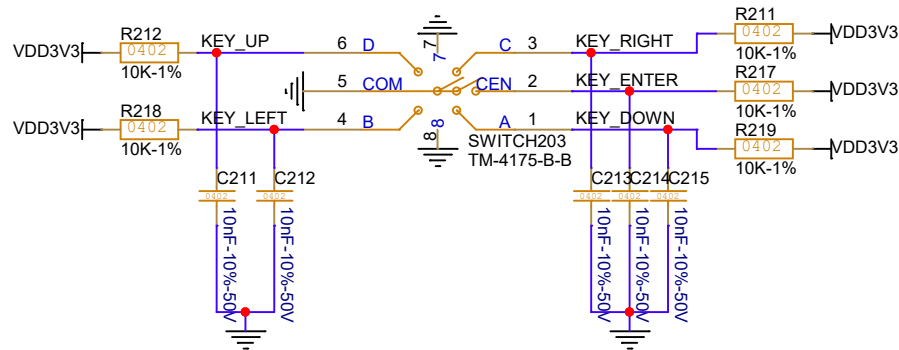 R212
VDD3V3
0402
10K-1%
KEY_UP
6
D
7
7
C
3
KEY_RIGHT
R211
0402
VDD3V3
10K-1%
5
COM
CEN
2
KEY_ENTER
R217
0402
VDD3V3
10K-1%
R218
VDD3V3
0402
10K-1%
KEY_LEFT
4
B
8
8
A
1
KEY_DOWN
R219
0402
VDD3V3
10K-1%
SWITCH203
TM-4175-B-B
C211
0402
10nF-10%-50V
C212
0402
10nF-10%-50V
C213
0402
10nF-10%-50V
C214
0402
10nF-10%-50V
C215
0402
10nF-10%-50V